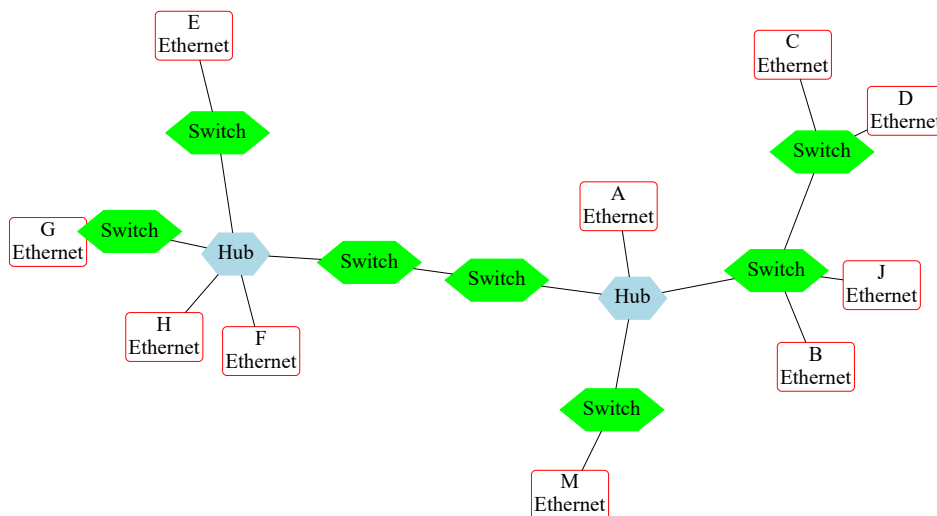 E
Ethernet
C
Ethernet
D
Ethernet
Switch
Switch
A
Ethernet
G
Ethernet
Switch
Hub
Switch
Switch
Hub
Switch
J
Ethernet
H
Ethernet
F
Ethernet
B
Ethernet
Switch
M
Ethernet